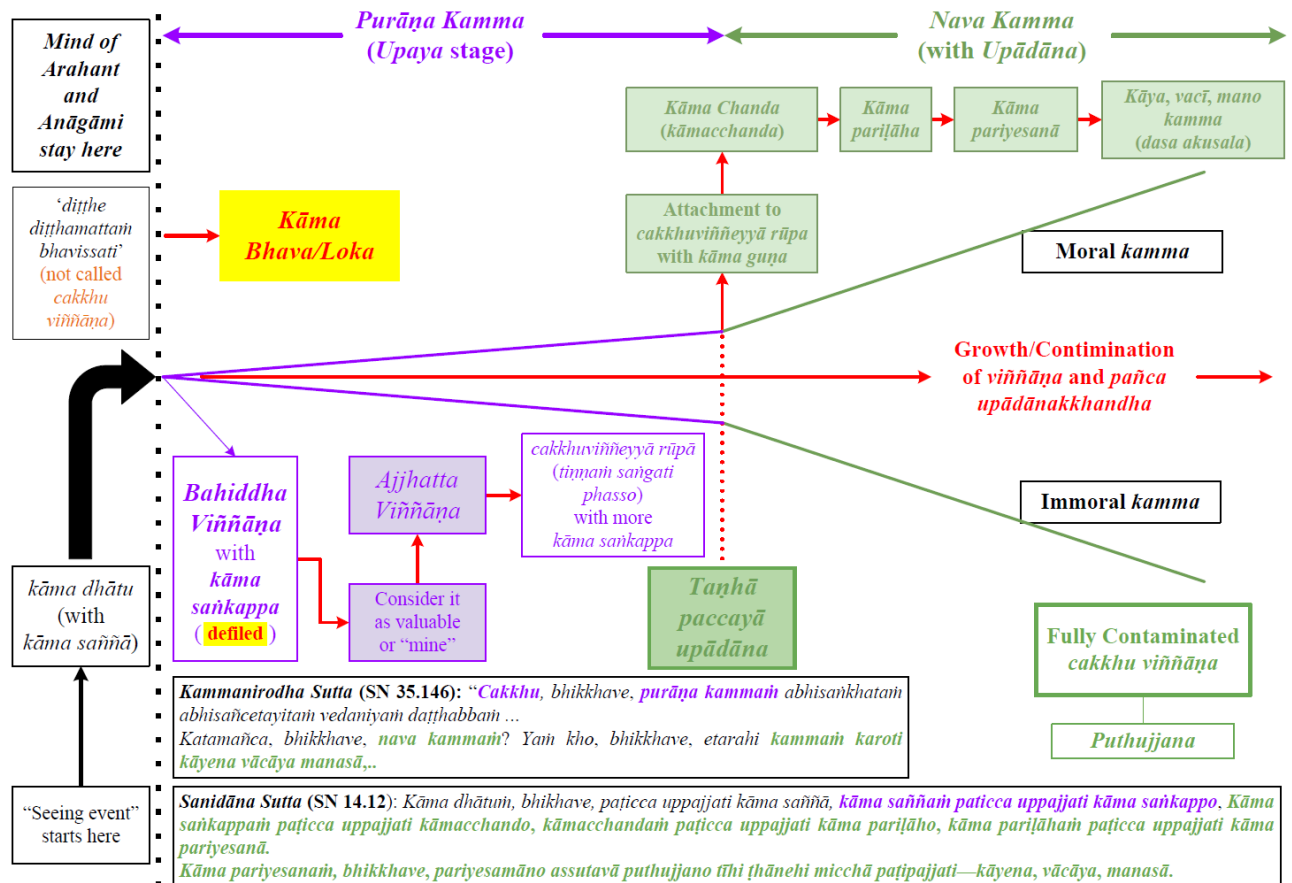 Mind of
Arahant
and
Anāgāmi
stay here
Purāṇa Kamma
(Upaya stage)
Nava Kamma
(with Upādāna)
Kāma Chanda
(kāmacchanda)
Kāma
pariḷāha
Kāma
pariyesanā
Kāya, vacī, mano
kamma
(dasa akusala)
‘diṭṭhe
diṭṭhamattaṁ
bhavissati’
(not called
cakkhu
viññāṇa)
Kāma
Bhava/Loka
Attachment to
cakkhuviññeyyā rūpa
with kāma guṇa
Moral kamma
Growth/Contimination
of viññāṇa and pañca
upādānakkhandha
Immoral kamma
kāma dhātu
(with
kāma saññā)
Bahiddha
Viññāṇa
with
kāma
saṅkappa
( defiled )
Ajjhatta
Viññāṇa
Consider it
as valuable
or “mine”
cakkhuviññeyyā rūpā
(tiṇṇaṁ saṅgati
phasso)
with more
kāma saṅkappa
Taṇhā
paccayā
upādāna
Fully Contaminated
cakkhu viññāṇa
Puthujjana
Kammanirodha Sutta (SN 35.146): “Cakkhu, bhikkhave, purāṇa kammaṁ abhisaṅkhataṁ
abhisañcetayitaṁ vedaniyaṁ daṭṭhabbaṁ ...
Katamañca, bhikkhave, nava kammaṁ? Yaṁ kho, bhikkhave, etarahi kammaṁ karoti
kāyena vācāya manasā,..
“Seeing event”
starts here
Sanidāna Sutta (SN 14.12): Kāma dhātuṁ, bhikhave, paṭicca uppajjati kāma saññā, kāma saññaṁ paticca uppajjati kāma saṅkappo, Kāma
saṅkappaṁ paṭicca uppajjati kāmacchando, kāmacchandaṁ paṭicca uppajjati kāma pariḷāho, kāma pariḷāhaṁ paṭicca uppajjati kāma
pariyesanā.
Kāma pariyesanaṁ, bhikkhave, pariyesamāno assutavā puthujjano tīhi ṭhānehi micchā paṭipajjati—kāyena, vācāya, manasā.